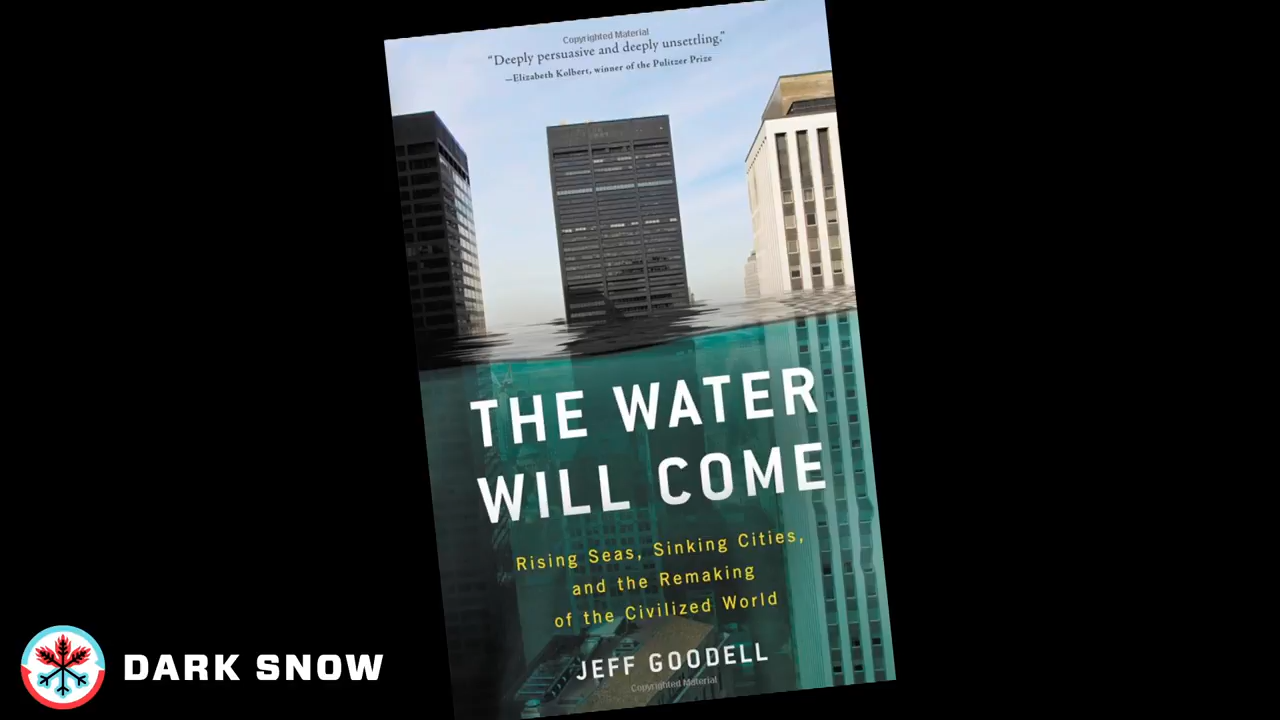 Copyrighted Material
“Deeply persuasive and deeply unsettling.”
—Elizabeth Kolbert, winner of the Pulitzer Prize
THE WATER
WILL COME
Rising Seas, Sinking Cities,
and the Remaking
of the Civilized World
JEFF GOODELL
Copyrighted Material
DARK SNOW